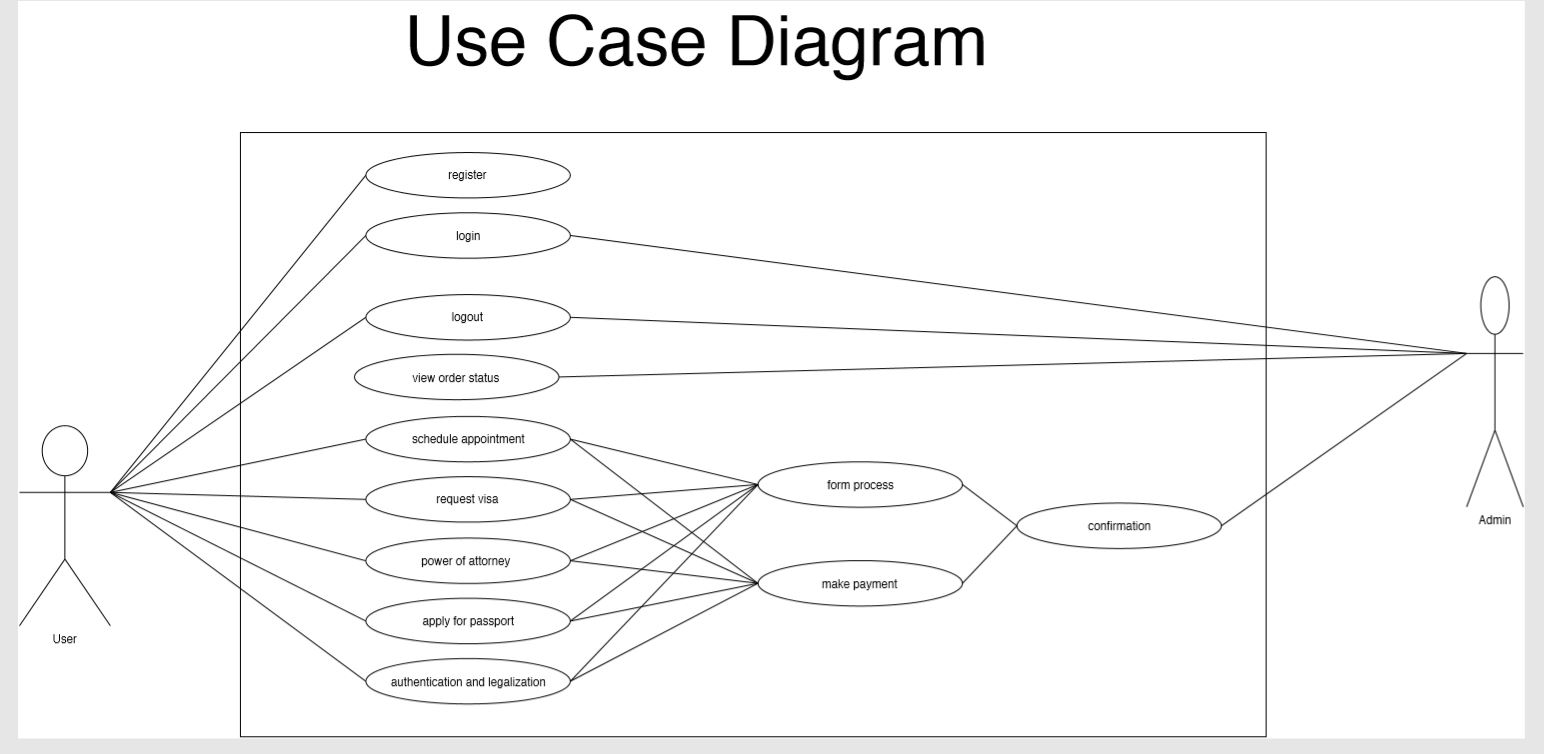 Use Case Diagram
register
login
logout
view order status
schedule appointment
request visa
form process
power of attorney
confirmation
Admin
make payment
apply for passport
User
authentication and legalization